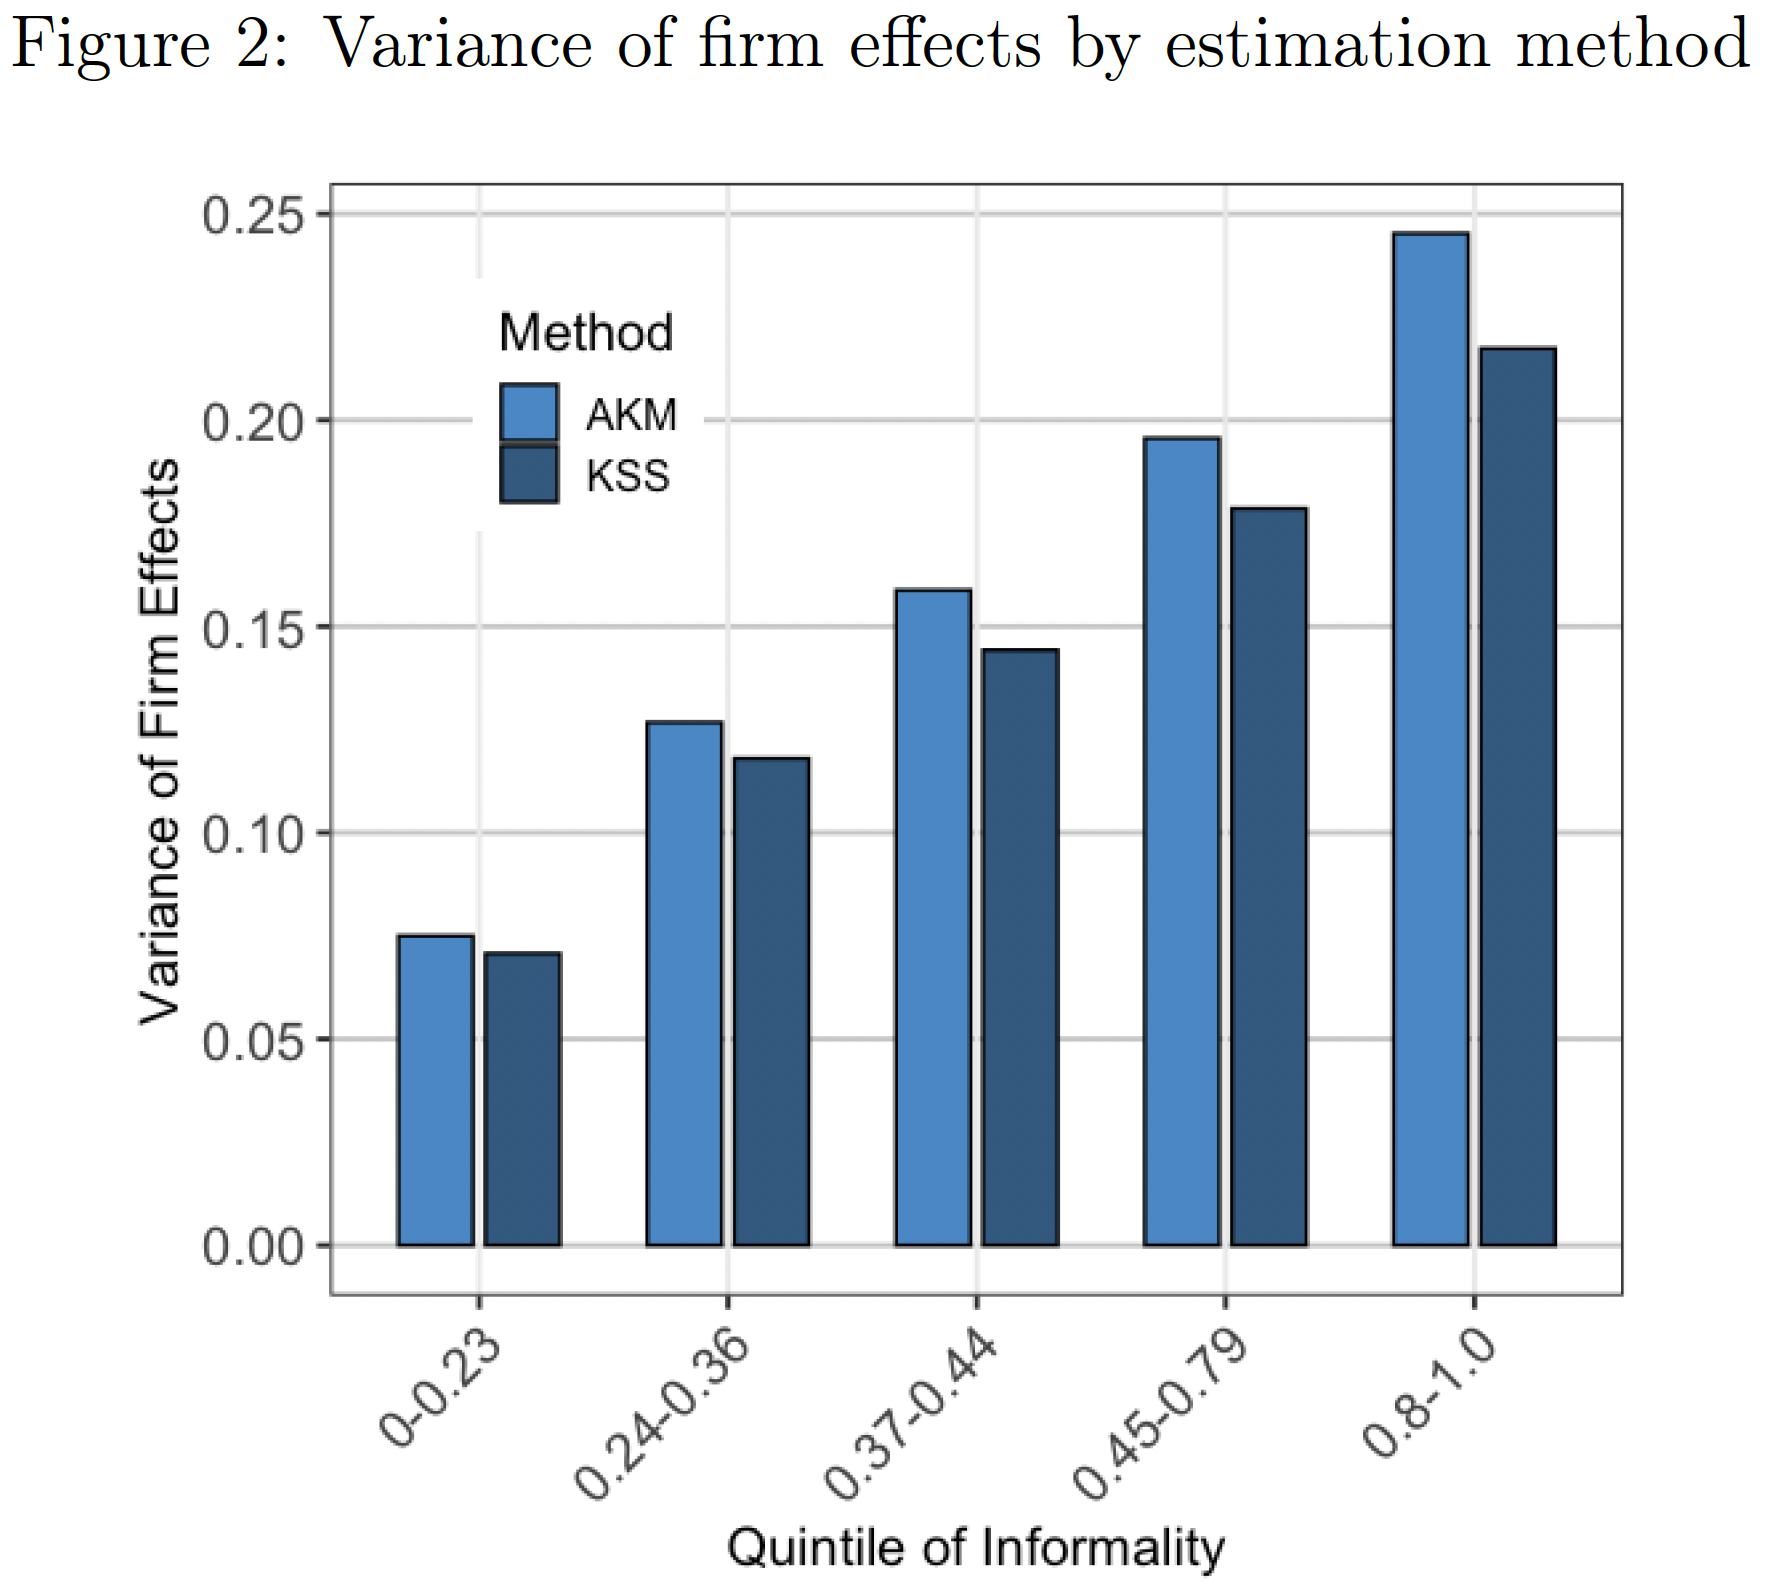 Figure 2: Variance of firm effects by estimation method
0.25
0.20
0.15
0.10
0.05
0.00
Variance of Firm Effects
Method
AKM
KSS
0-0.23
0.24-0.36
0.37-0.44
0.45-0.79
0.8-1.0
Quintile of Informality